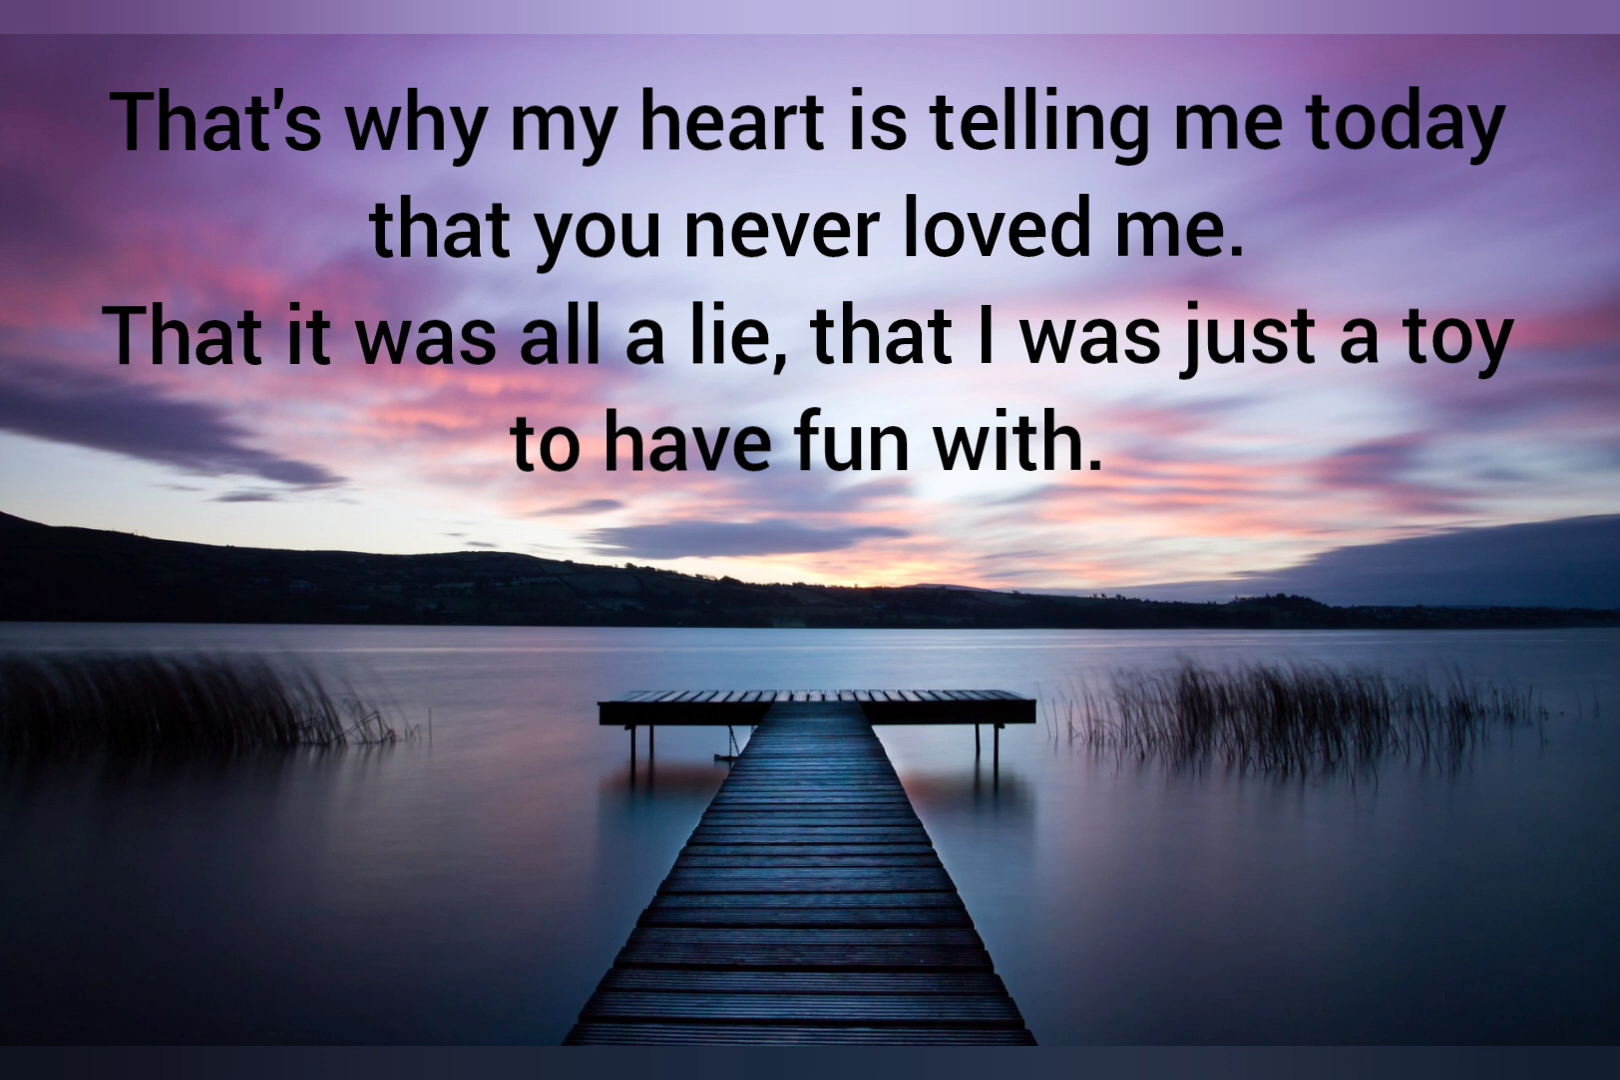 That's why my heart is telling me today
that you never loved me.
That it was all a lie, that I was just a toy
to have fun with.